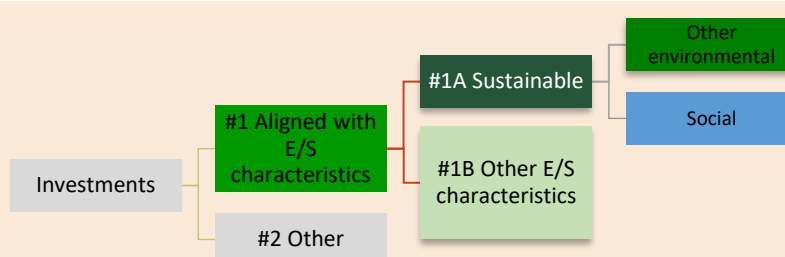 Other
environmental
#1A Sustainable
#1 Aligned with
E/S
characteristics
Social
#1B Other E/S
characteristics
Investments
#2 Other